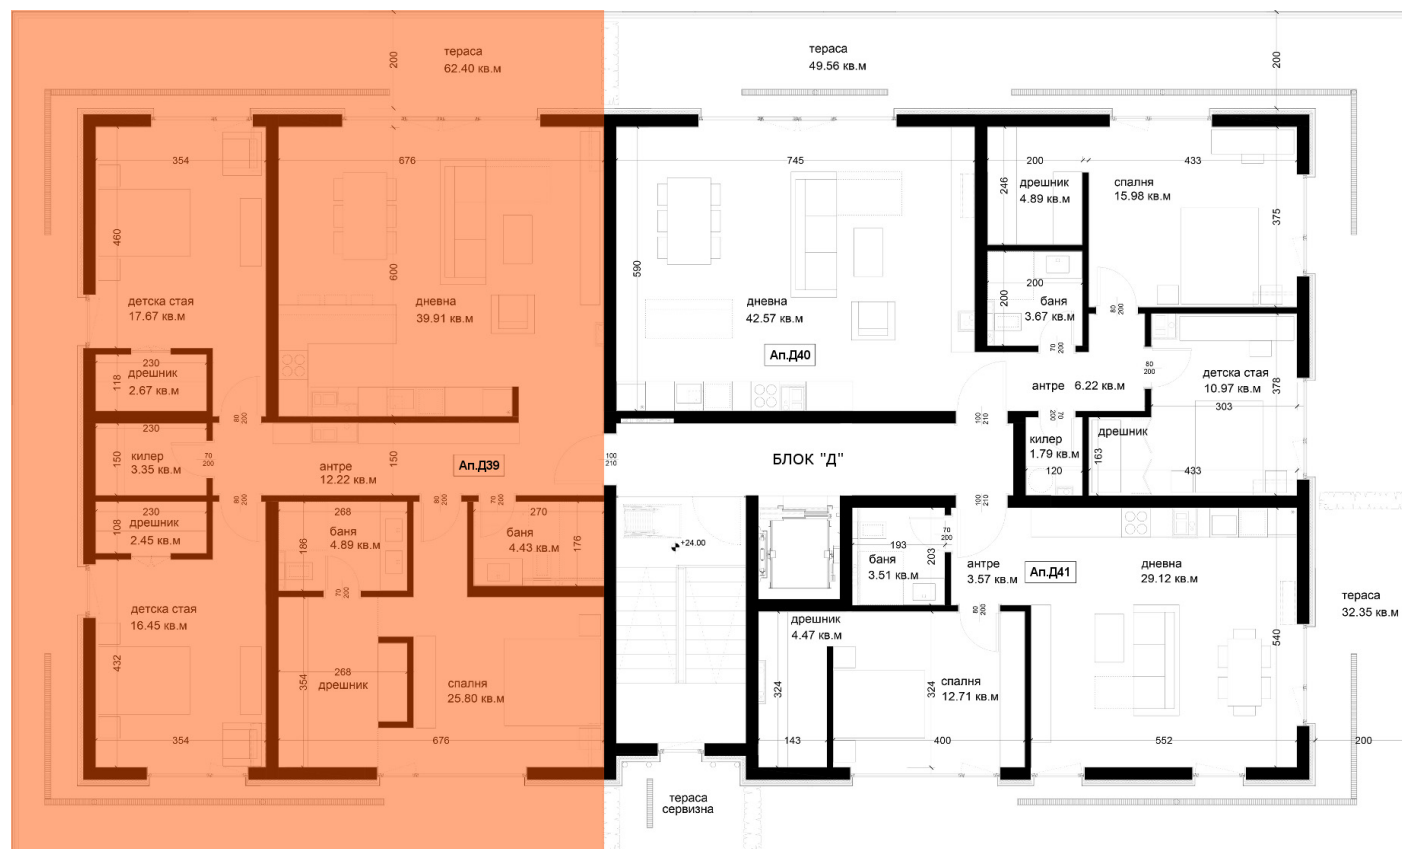 тераса
62.40 кв.м
200
тераса
49.56 кв.м
200
354
676
745
200
433
дрешник
4.89 кв.м
246
спалня
15.98 кв.м
375
460
600
590
детска стая
17.67 кв.м
дневна
39.91 кв.м
дневна
42.57 кв.м
200
200
баня
3.67 кв.м
80
200
70
200
Ап.Д40
230
дрешник
2.67 кв.м
118
антре 6.22 кв.м
80
200
детска стая
10.97 кв.м
378
303
80
200
100
210
70
200
230
килер
3.35 кв.м
150
70
200
антре
12.22 кв.м
150
Ап.Д39
100
210
БЛОК "Д"
килер
1.79 кв.м
120
дрешник
163
433
80
200
80
200
70
200
100
210
230
дрешник
2.45 кв.м
108
268
баня
4.89 кв.м
186
270
баня
4.43 кв.м
176
+24.00
193
баня
3.51 кв.м
203
70
200
антре
3.57 кв.м
Ап.Д41
дневна
29.12 кв.м
540
тераса
32.35 кв.м
70
200
80
200
детска стая
16.45 кв.м
432
268
дрешник
354
спалня
25.80 кв.м
дрешник
4.47 кв.м
324
324
спалня
12.71 кв.м
354
676
143
400
552
200
тераса
сервизна